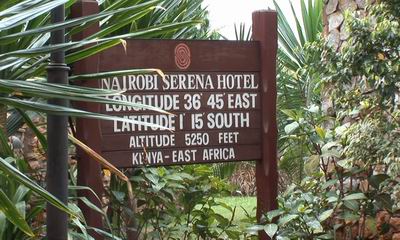 NAIROBI SERENA HOTEL
LONGITUDE 36 45 EAST
LATITUDE 1' 15 SOUTH
ALTITUDE 5250 FEET
KENYA-EAST AFRICA